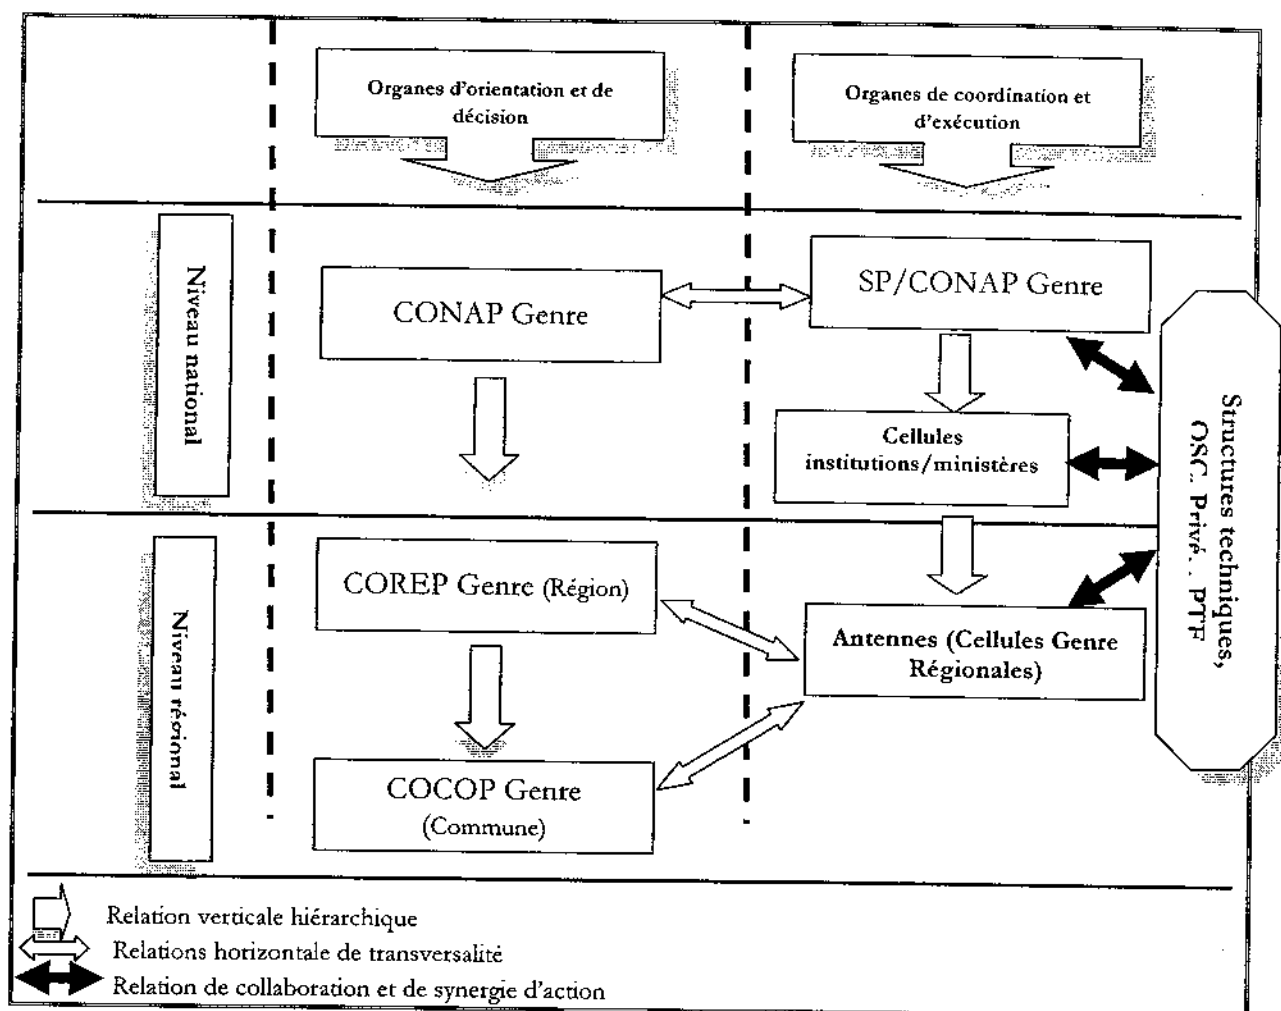 Organes d'orientation et de
décision
Organes de coordination et
d'exécution
Niveau national
CONAP Genre
SP/CONAP Genre
Cellules
institutions/ministères
Structures techniques,
OSC, Privé, PTF
Niveau régional
COREP Genre (Région)
Antennes (Cellules Genre
Régionales)
COCOP Genre
(Commune)
Relation verticale hiérarchique
Relations horizontale de transversalité
Relation de collaboration et de synergie d'action